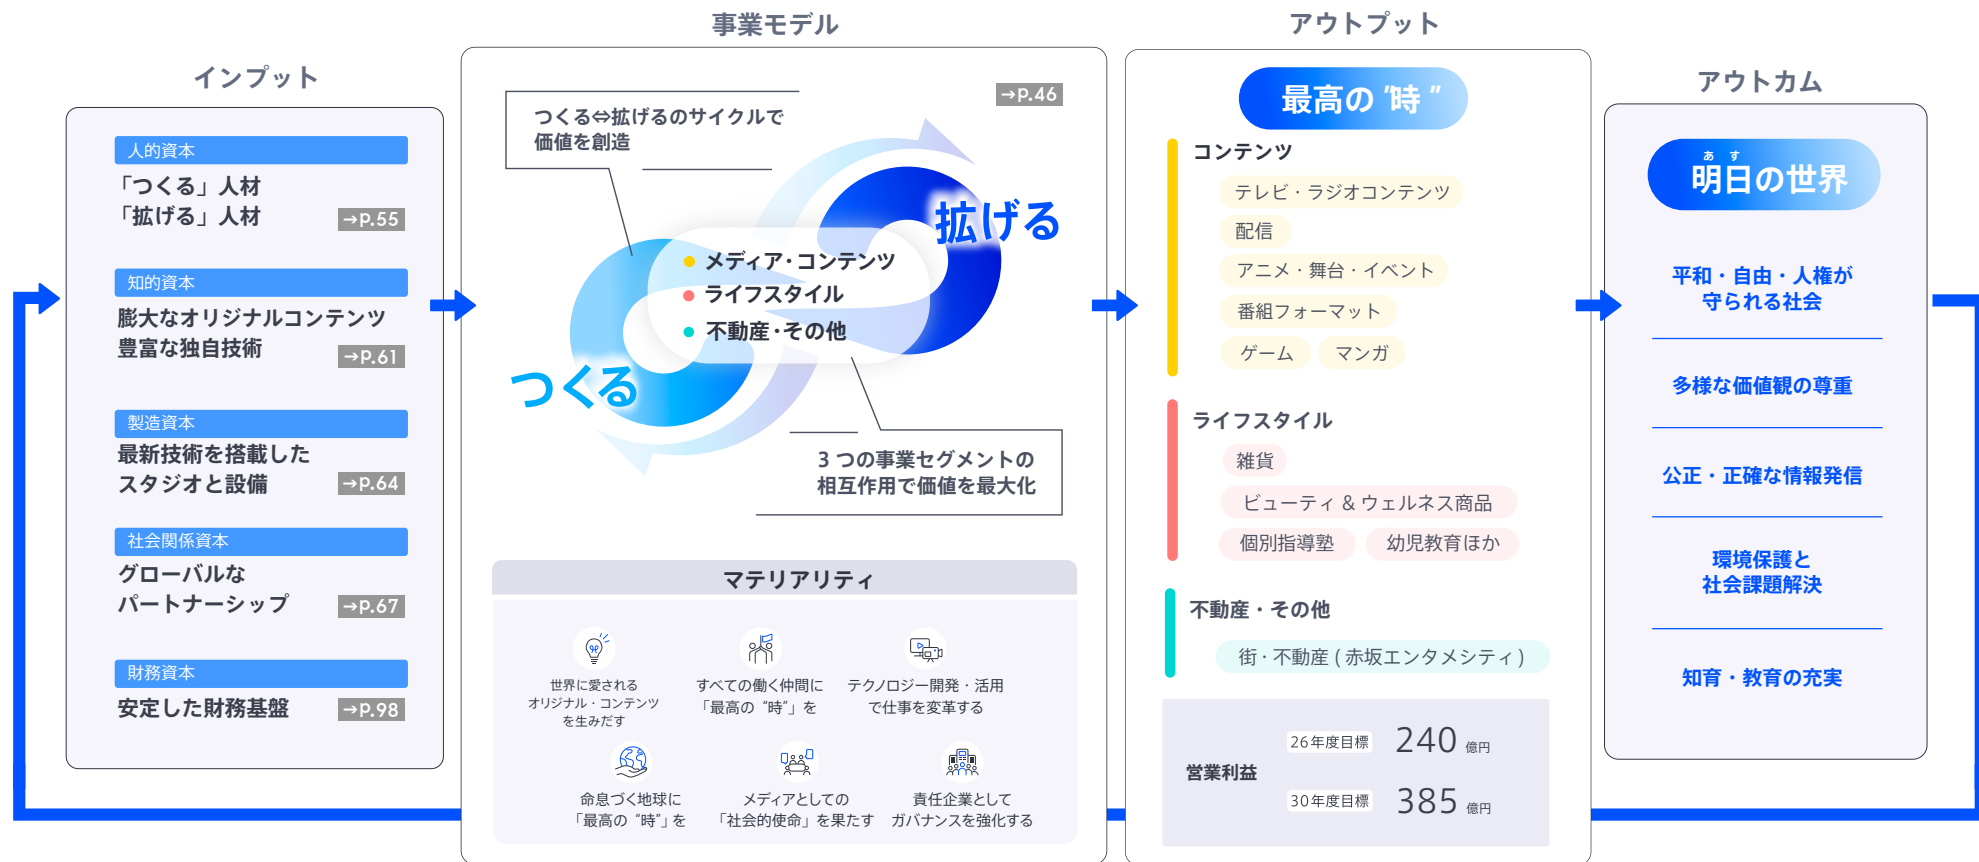 インプット
人的資本
「つくる」人材
「拡げる」人材
→P.55
知的資本
膨大なオリジナルコンテンツ
豊富な独自技術
→P.61
製造資本
最新技術を搭載した
スタジオと設備
→P.64
社会関係資本
グローバルな
パートナーシップ
→P.67
財務資本
安定した財務基盤
→P.98
事業モデル
→P.46
つくる⇔拡げるのサイクルで
価値を創造
拡げる
メディア・コンテンツ
ライフスタイル
不動産・その他
つくる
3つの事業セグメントの
相互作用で価値を最大化
マテリアリティ
世界に愛される
オリジナル・コンテンツ
を生みだす
すべての働く仲間に
「最高の“時”」を
テクノロジー開発・活用
で仕事を変革する
命息づく地球に
「最高の“時”」を
メディアとしての
「社会的使命」を果たす
責任企業として
ガバナンスを強化する
アウトプット
最高の“時”
コンテンツ
テレビ・ラジオコンテンツ
配信
アニメ・舞台・イベント
番組フォーマット
ゲーム マンガ
ライフスタイル
雑貨
ビューティ & ウェルネス商品
個別指導塾 幼児教育ほか
不動産・その他
街・不動産(赤坂エンタメシティ)
営業利益
26年度目標 240 億円
30年度目標 385 億円
アウトカム
あす
明日の世界
平和・自由・人権が
守られる社会
多様な価値観の尊重
公正・正確な情報発信
環境保護と
社会課題解決
知育・教育の充実